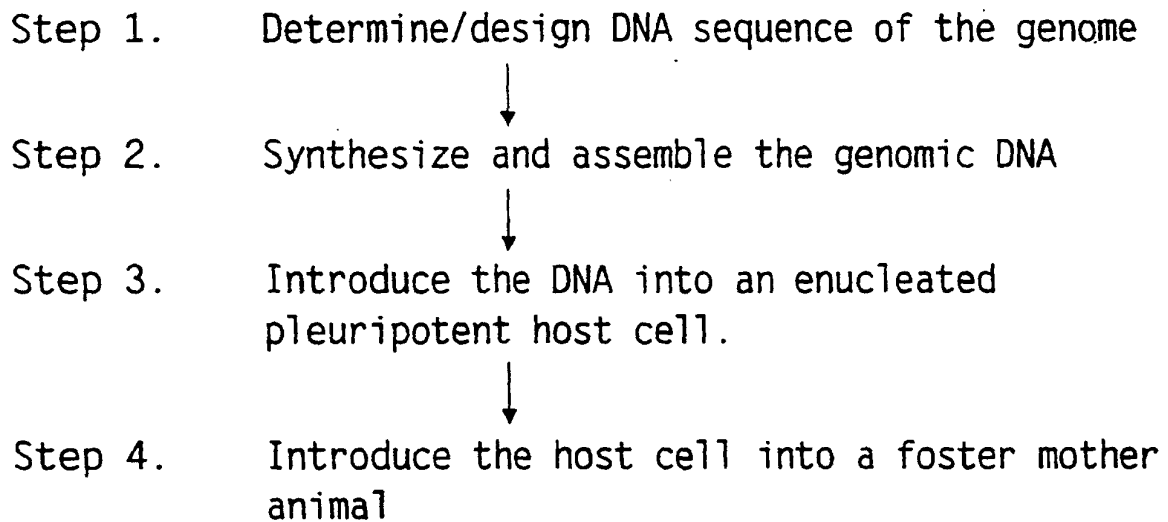 Step 1. Determine/design DNA sequence of the genome
Step 2. Synthesize and assemble the genomic DNA
Step 3. Introduce the DNA into an enucleated
pleuripotent host cell.
Step 4. Introduce the host cell into a foster mother
animal